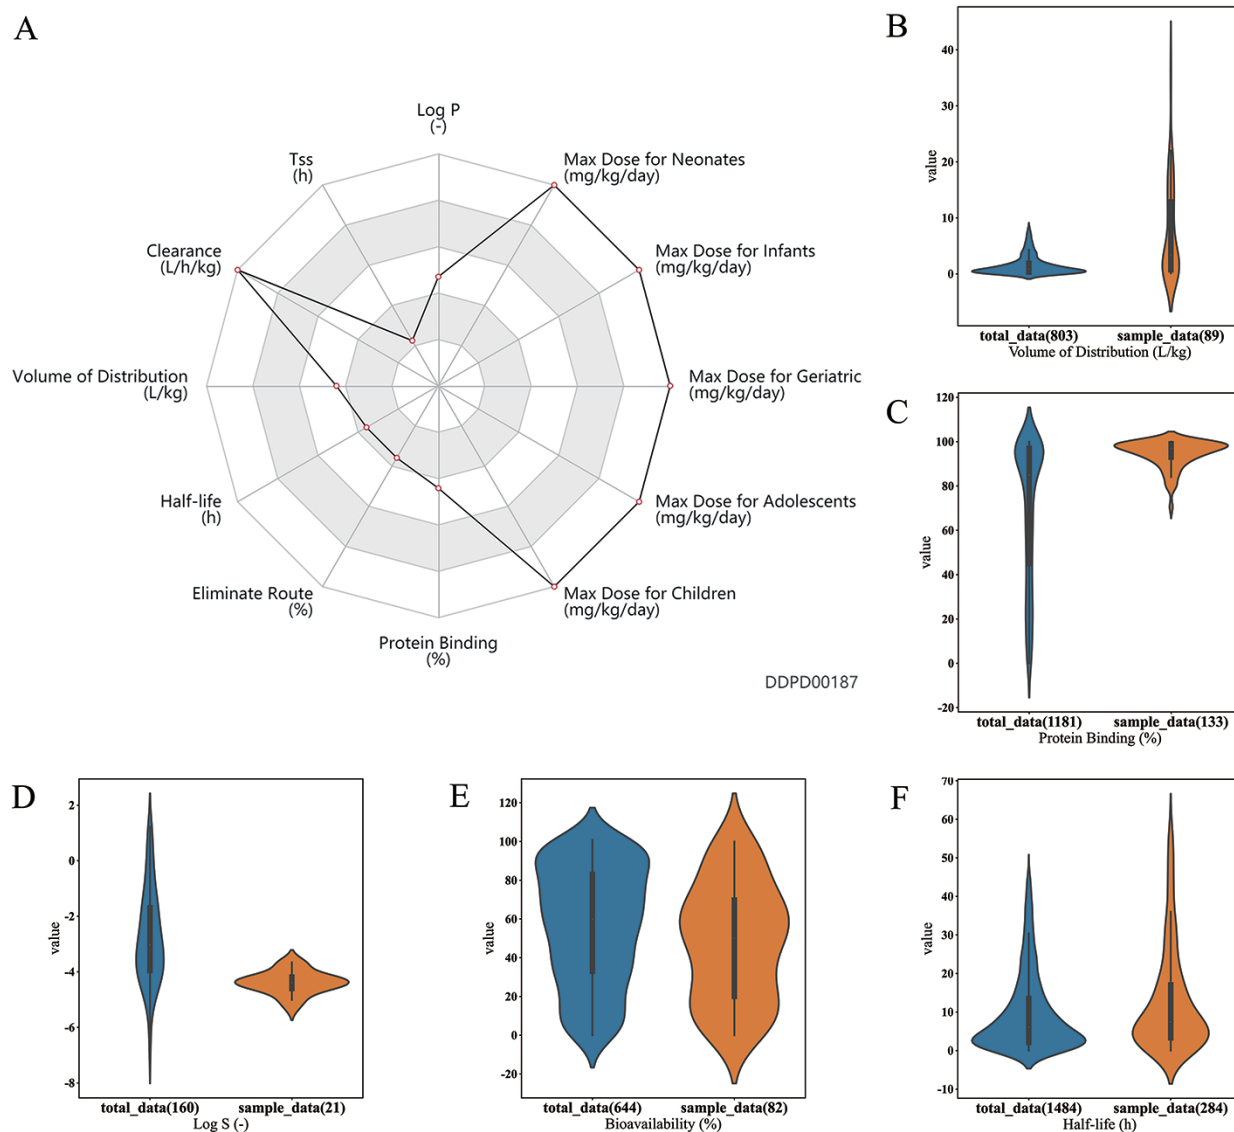 A
Log P
(-)
Max Dose for Neonates
(mg/kg/day)
Max Dose for Infants
(mg/kg/day)
Max Dose for Geriatric
(mg/kg/day)
Max Dose for Adolescents
(mg/kg/day)
Max Dose for Children
(mg/kg/day)
Protein Binding
(%)
Eliminate Route
(%)
Half-life
(h)
Volume of Distribution
(L/kg)
Clearance
(L/h/kg)
Tss
(h)
DDPD00187
B
40
30
20
10
0
value
total_data(803) sample_data(89)
Volume of Distribution (L/kg)
C
120
100
80
60
40
20
0
-20
value
total_data(1181) sample_data(133)
Protein Binding (%)
D
2
0
-2
-4
-6
-8
value
total_data(160) sample_data(21)
Log S (-)
E
120
100
80
60
40
20
0
-20
value
total_data(644) sample_data(82)
Bioavailability (%)
F
70
60
50
40
30
20
10
0
-10
value
total_data(1484) sample_data(284)
Half-life (h)